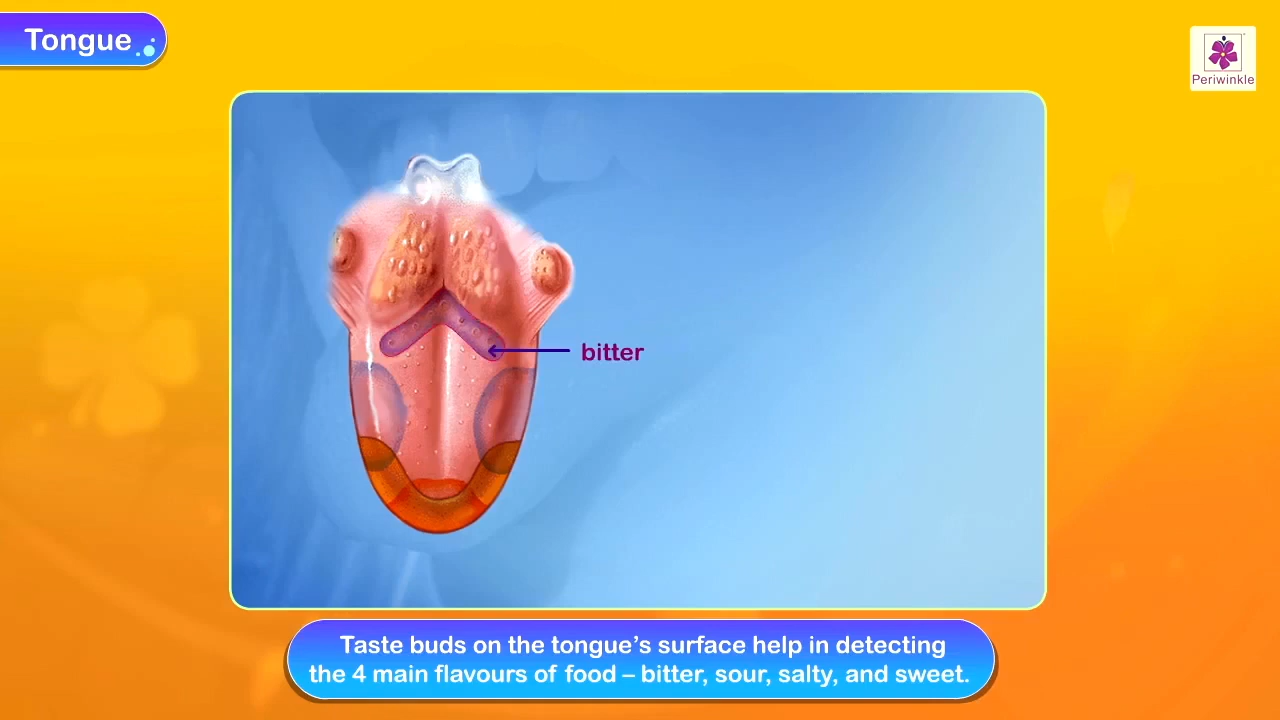 Tongue
Periwinkle
bitter
Taste buds on the tongue’s surface help in detecting
the 4 main flavours of food – bitter, sour, salty, and sweet.